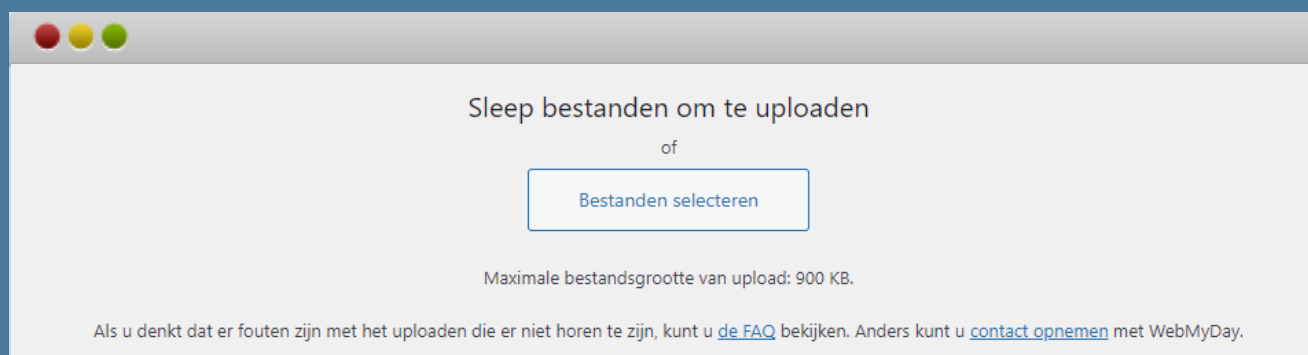 Sleep bestanden om te uploaden
of
Bestanden selecteren
Maximale bestandsgrootte van upload: 900 KB.
Als u denkt dat er fouten zijn met het uploaden die er niet horen te zijn, kunt u de FAQ bekijken. Anders kunt u contact opnemen met WebMyDay.